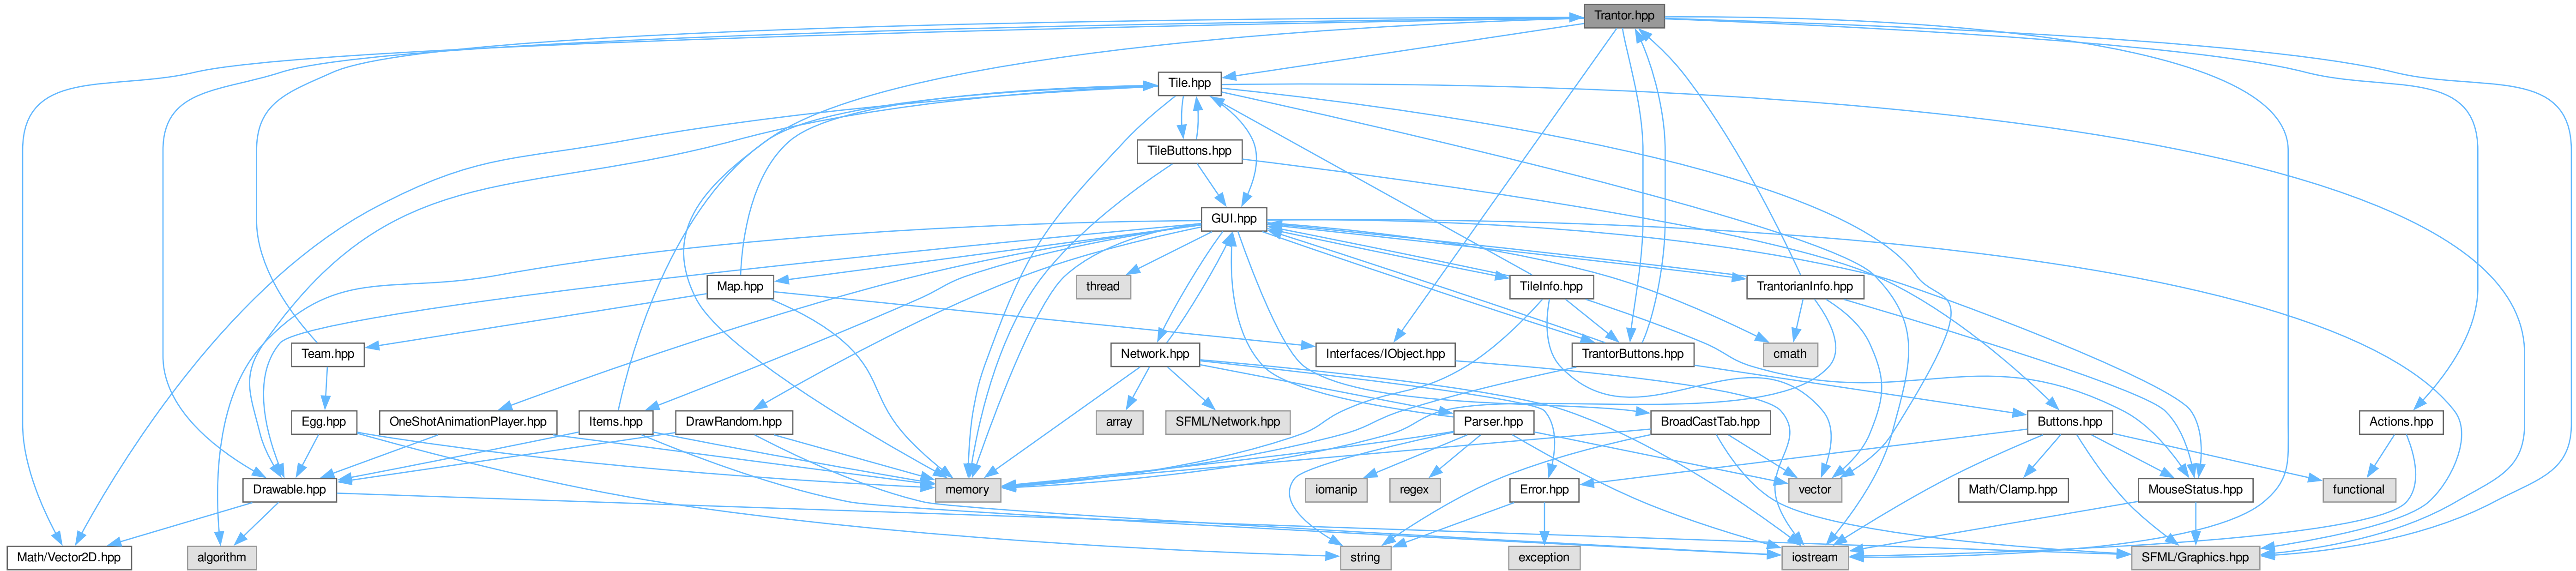 Trantor.hpp
Tile.hpp
TileButtons.hpp
GUI.hpp
Map.hpp
thread
TileInfo.hpp
TrantorianInfo.hpp
Team.hpp
Network.hpp
Interfaces/IObject.hpp
TrantorButtons.hpp
cmath
Egg.hpp
OneShotAnimationPlayer.hpp
Items.hpp
DrawRandom.hpp
array
SFML/Network.hpp
Parser.hpp
BroadCastTab.hpp
Buttons.hpp
Actions.hpp
Drawable.hpp
memory
iomanip
regex
Error.hpp
vector
Math/Clamp.hpp
MouseStatus.hpp
functional
Math/Vector2D.hpp
algorithm
string
exception
iostream
SFML/Graphics.hpp